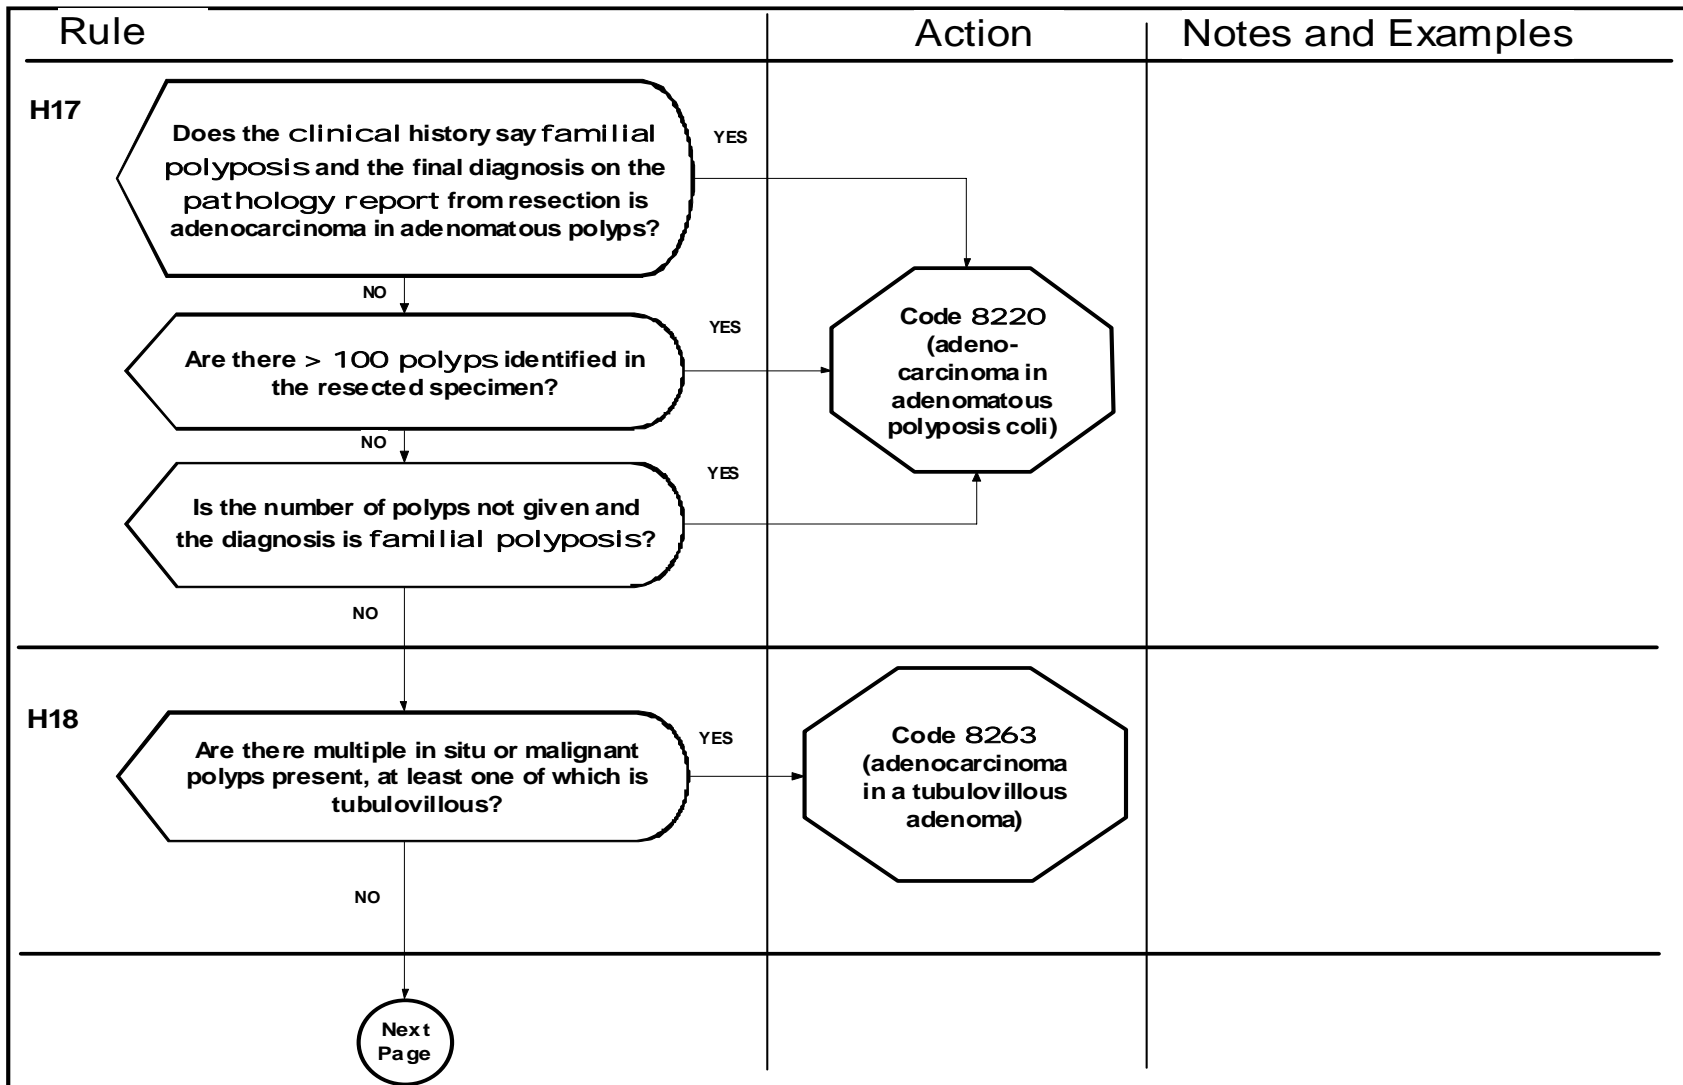 Rule
Action
Notes and Examples
H17
Does the clinical history say familial
polyposis and the final diagnosis on the
pathology report from resection is
adenocarcinoma in adenomatous polyps?
YES
NO
Are there > 100 polyps identified in
the resected specimen?
YES
Code 8220
(adeno-
carcinoma in
adenomatous
polyposis coli)
NO
Is the number of polyps not given and
the diagnosis is familial polyposis?
YES
NO
H18
Are there multiple in situ or malignant
polyps present, at least one of which is
tubulovillous?
YES
Code 8263
(adenocarcinoma
in a tubulovillous
adenoma)
NO
Next
Page